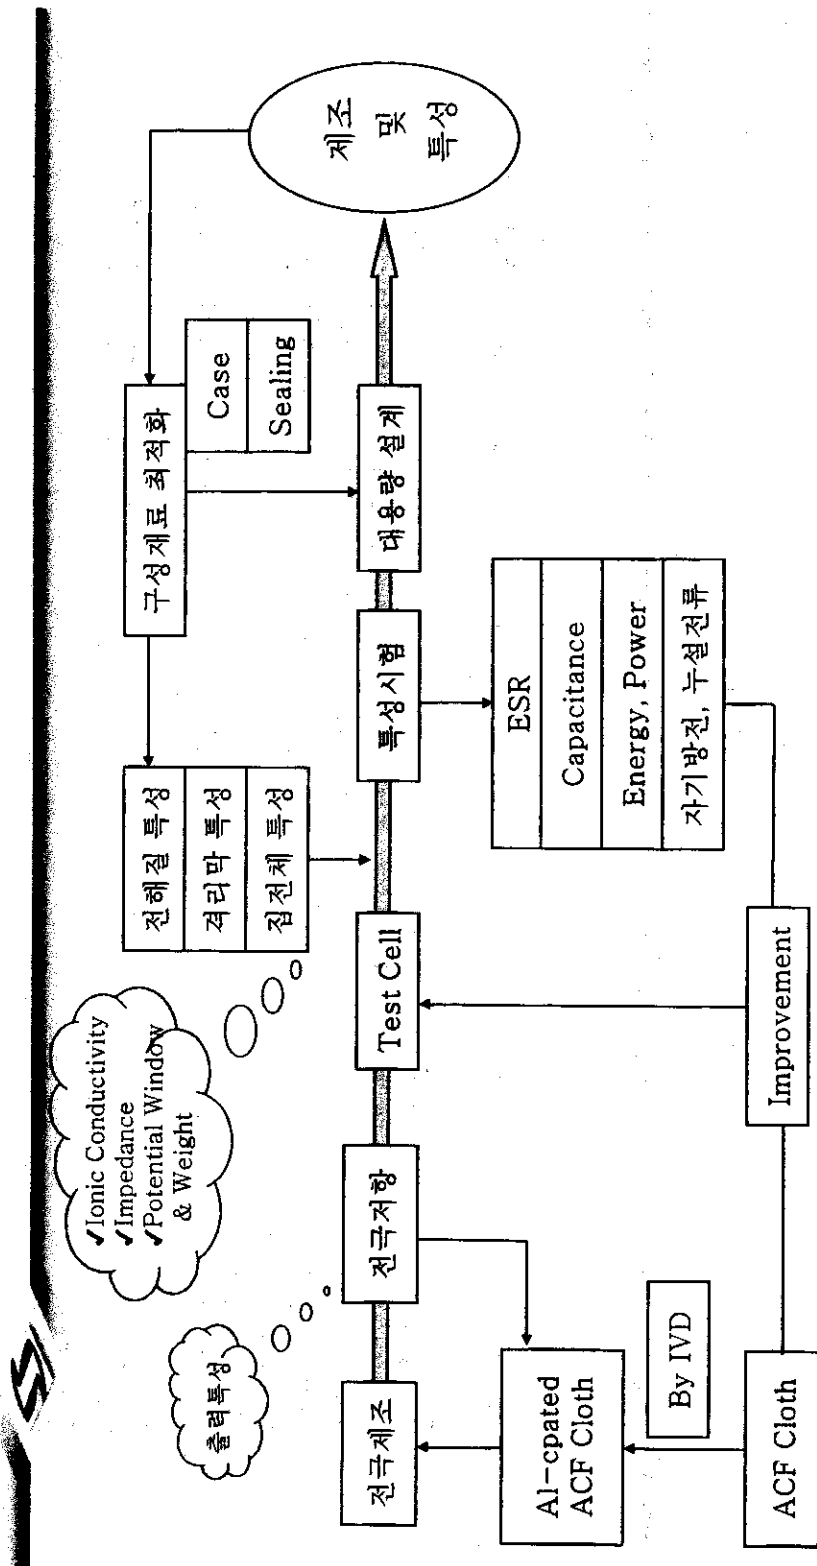 구성재료 최적화
Case
Sealing
제조
및
특성
전해질 특성
격리막 특성
집전체 특성
✓Ionic Conductivity
✓Impedance
✓Potential Window
& Weight
출력특성
전극제조
전극저항
Test Cell
특성시험
대용량 설계
ESR
Capacitance
Energy, Power
자기방전, 누설전류
Al-cpated
ACF Cloth
By IVD
Improvement
ACF Cloth